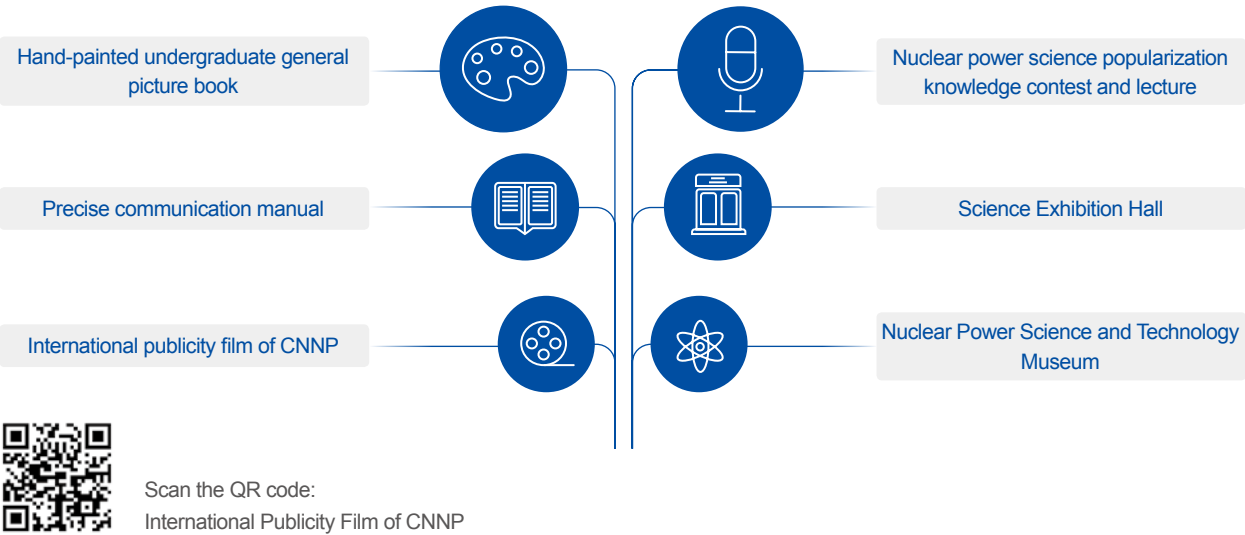 Hand-painted undergraduate general
picture book
Nuclear power science popularization
knowledge contest and lecture
Precise communication manual
Science Exhibition Hall
International publicity film of CNNP
Nuclear Power Science and Technology
Museum
Scan the QR code:
International Publicity Film of CNNP